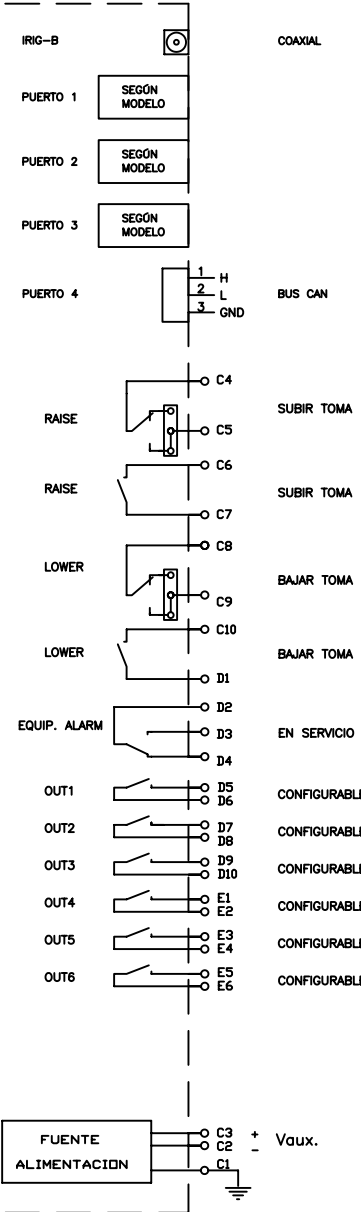 IRIG-B COAXIAL
PUERTO 1 SEGÚN
MODELO
PUERTO 2 SEGÚN
MODELO
PUERTO 3 SEGÚN
MODELO
PUERTO 4 1 H
2 L BUS CAN
3 GND
C4
RAISE SUBIR TOMA
C5
C6
RAISE SUBIR TOMA
C7
C8
LOWER BAJAR TOMA
C9
C10
LOWER BAJAR TOMA
D1
D2
EQUIP. ALARM D3 EN SERVICIO
D4
OUT1 D5 CONFIGURABLE
D6
OUT2 D7 CONFIGURABLE
D8
OUT3 D9 CONFIGURABLE
D10
OUT4 E1 CONFIGURABLE
E2
OUT5 E3 CONFIGURABLE
E4
OUT6 E5 CONFIGURABLE
E6
FUENTE C3 + Vaux.
C2 -
ALIMENTACION C1